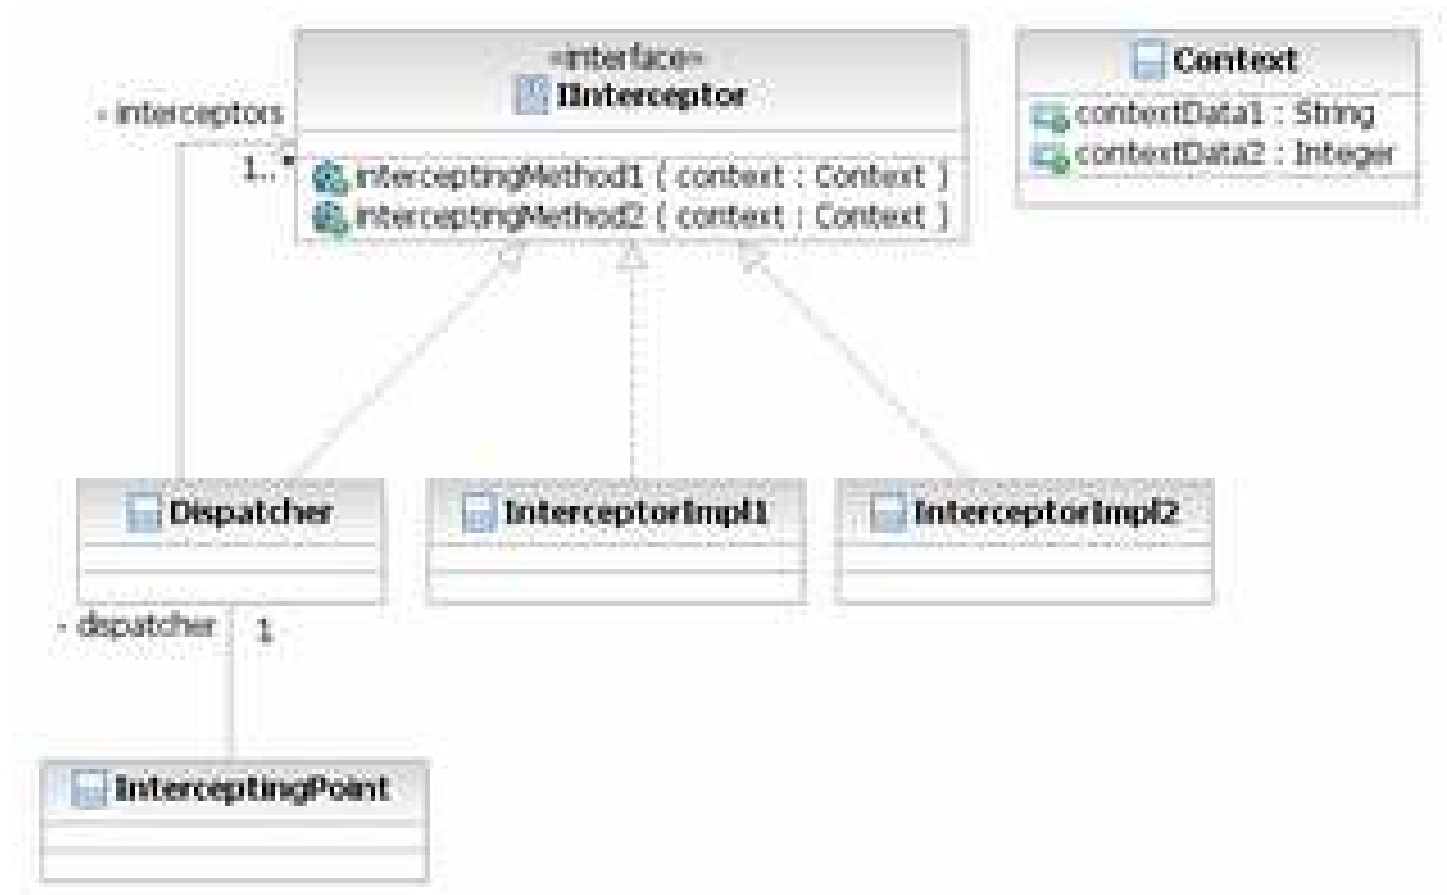 «interface»
IInterceptor
- interceptors
1..*
interceptingMethod1 ( context : Context )
interceptingMethod2 ( context : Context )
Context
contextData1 : String
contextData2 : Integer
Dispatcher
InterceptorImpl1
InterceptorImpl2
- dispatcher
1
InterceptingPoint